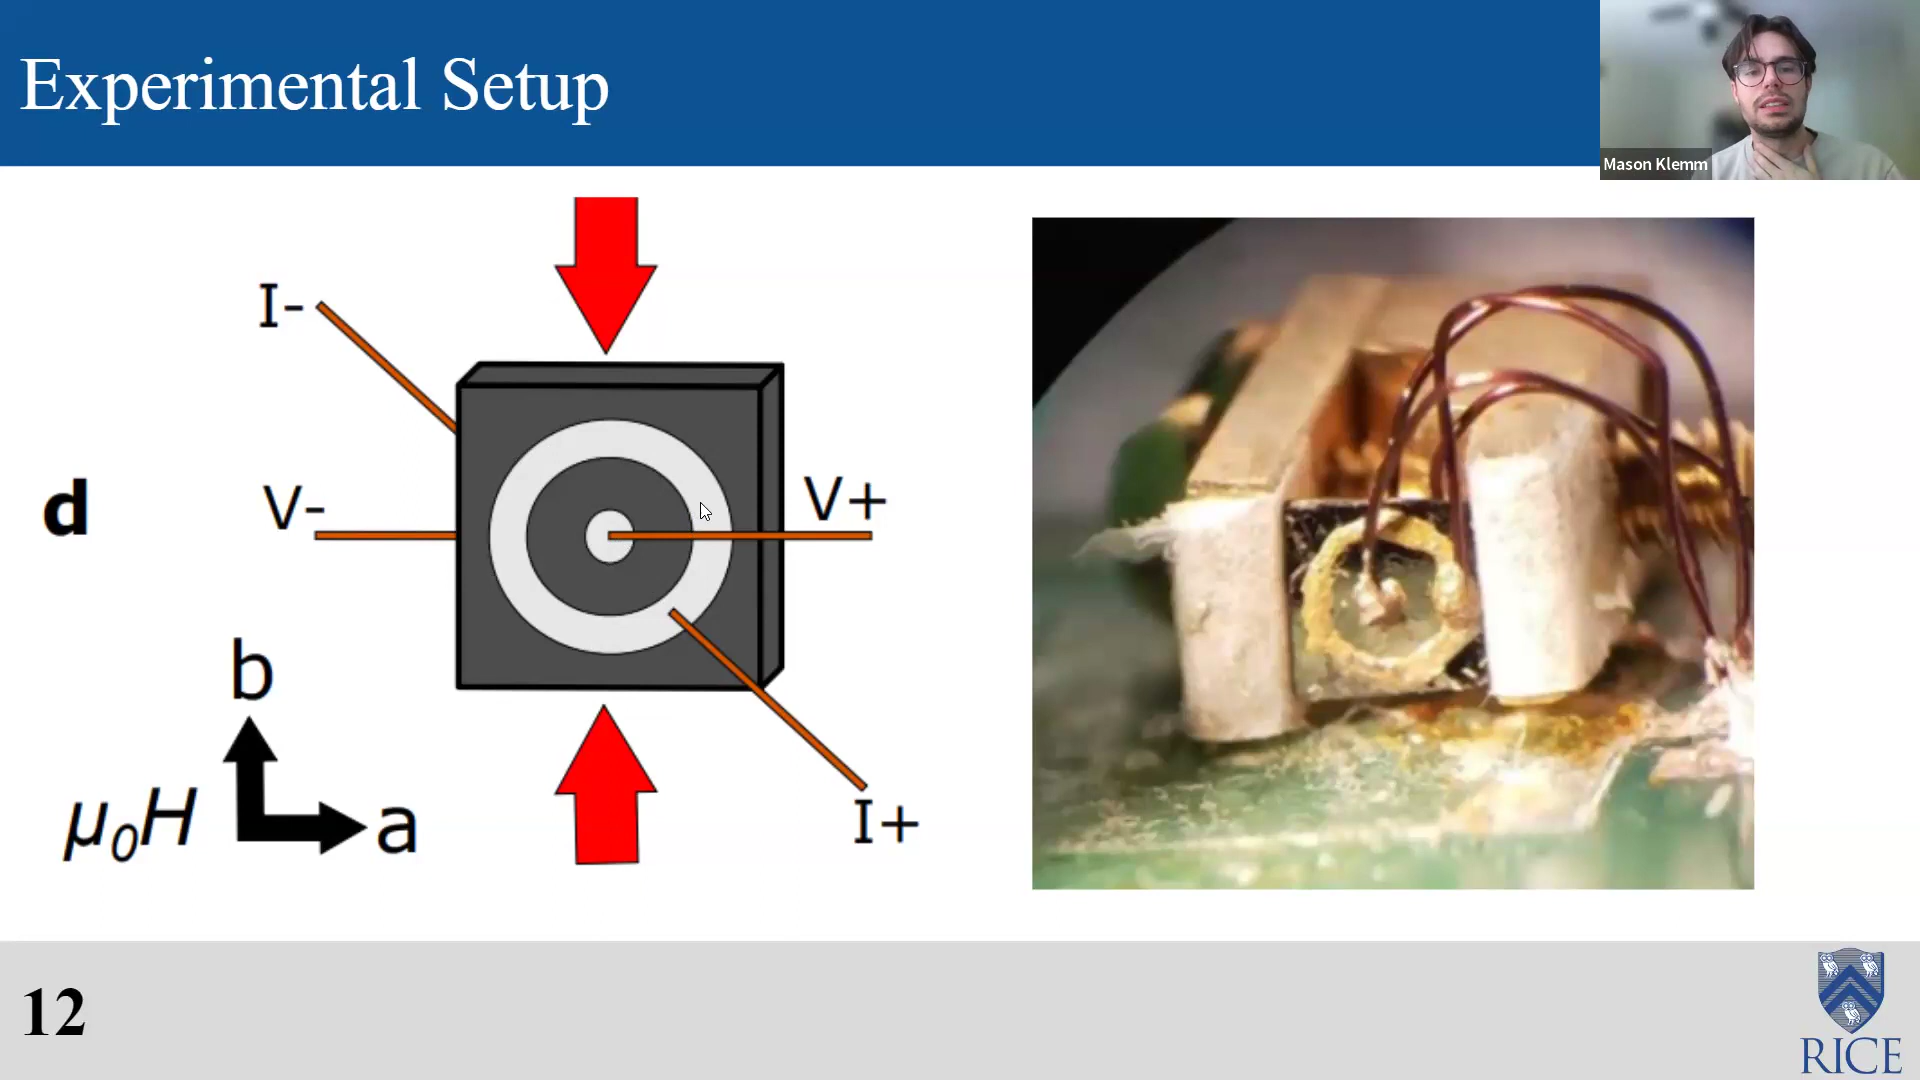 Experimental Setup
Mason Klemm
I-
V-
V+
d
b
μ₀H
a
I+
12
RICE